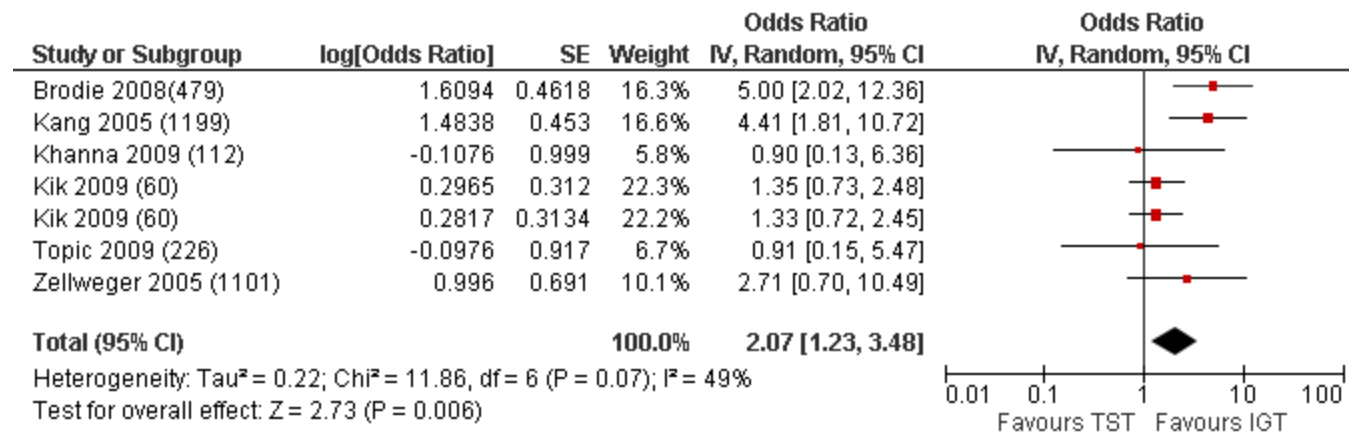 Odds Ratio Odds Ratio
Study or Subgroup log[Odds Ratio] SE Weight IV, Random, 95% CI IV, Random, 95% CI
Brodie 2008(479) 1.6094 0.4618 16.3% 5.00 [2.02, 12.36]
Kang 2005 (1199) 1.4838 0.453 16.6% 4.41 [1.81, 10.72]
Khanna 2009 (112) -0.1076 0.999 5.8% 0.90 [0.13, 6.36]
Kik 2009 (60) 0.2965 0.312 22.3% 1.35 [0.73, 2.48]
Kik 2009 (60) 0.2817 0.3134 22.2% 1.33 [0.72, 2.45]
Topic 2009 (226) -0.0976 0.917 6.7% 0.91 [0.15, 5.47]
Zellweger 2005 (1101) 0.996 0.691 10.1% 2.71 [0.70, 10.49]
Total (95% CI) 100.0% 2.07 [1.23, 3.48]
Heterogeneity: Tau² = 0.22; Chi² = 11.86, df = 6 (P = 0.07); I² = 49%
Test for overall effect: Z = 2.73 (P = 0.006)
0.01 0.1 1 10 100
Favours TST Favours IGT